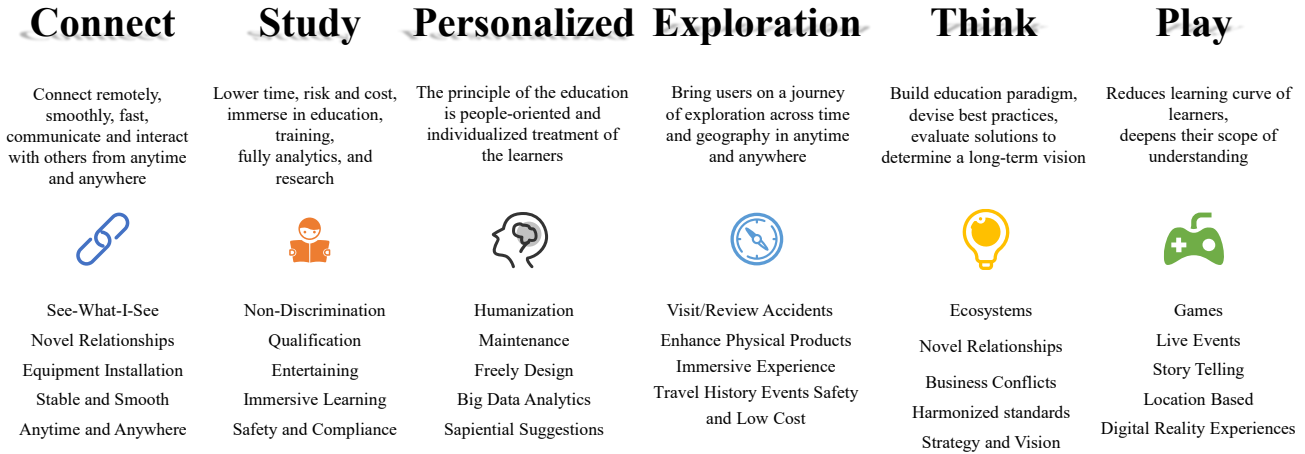 Connect
Study
Personalized
Exploration
Think
Play
Connect remotely,
smoothly, fast,
communicate and interact
with others from anytime
and anywhere
Lower time, risk and cost,
immerse in education,
training,
fully analytics, and
research
The principle of the education
is people-oriented and
individualized treatment of
the learners
Bring users on a journey
of exploration across time
and geography in anytime
and anywhere
Build education paradigm,
devise best practices,
evaluate solutions to
determine a long-term vision
Reduces learning curve of
learners,
deepens their scope of
understanding
See-What-I-See
Novel Relationships
Equipment Installation
Stable and Smooth
Anytime and Anywhere
Non-Discrimination
Qualification
Entertaining
Immersive Learning
Safety and Compliance
Humanization
Maintenance
Freely Design
Big Data Analytics
Sapiential Suggestions
Visit/Review Accidents
Enhance Physical Products
Immersive Experience
Travel History Events Safety
and Low Cost
Ecosystems
Novel Relationships
Business Conflicts
Harmonized standards
Strategy and Vision
Games
Live Events
Story Telling
Location Based
Digital Reality Experiences